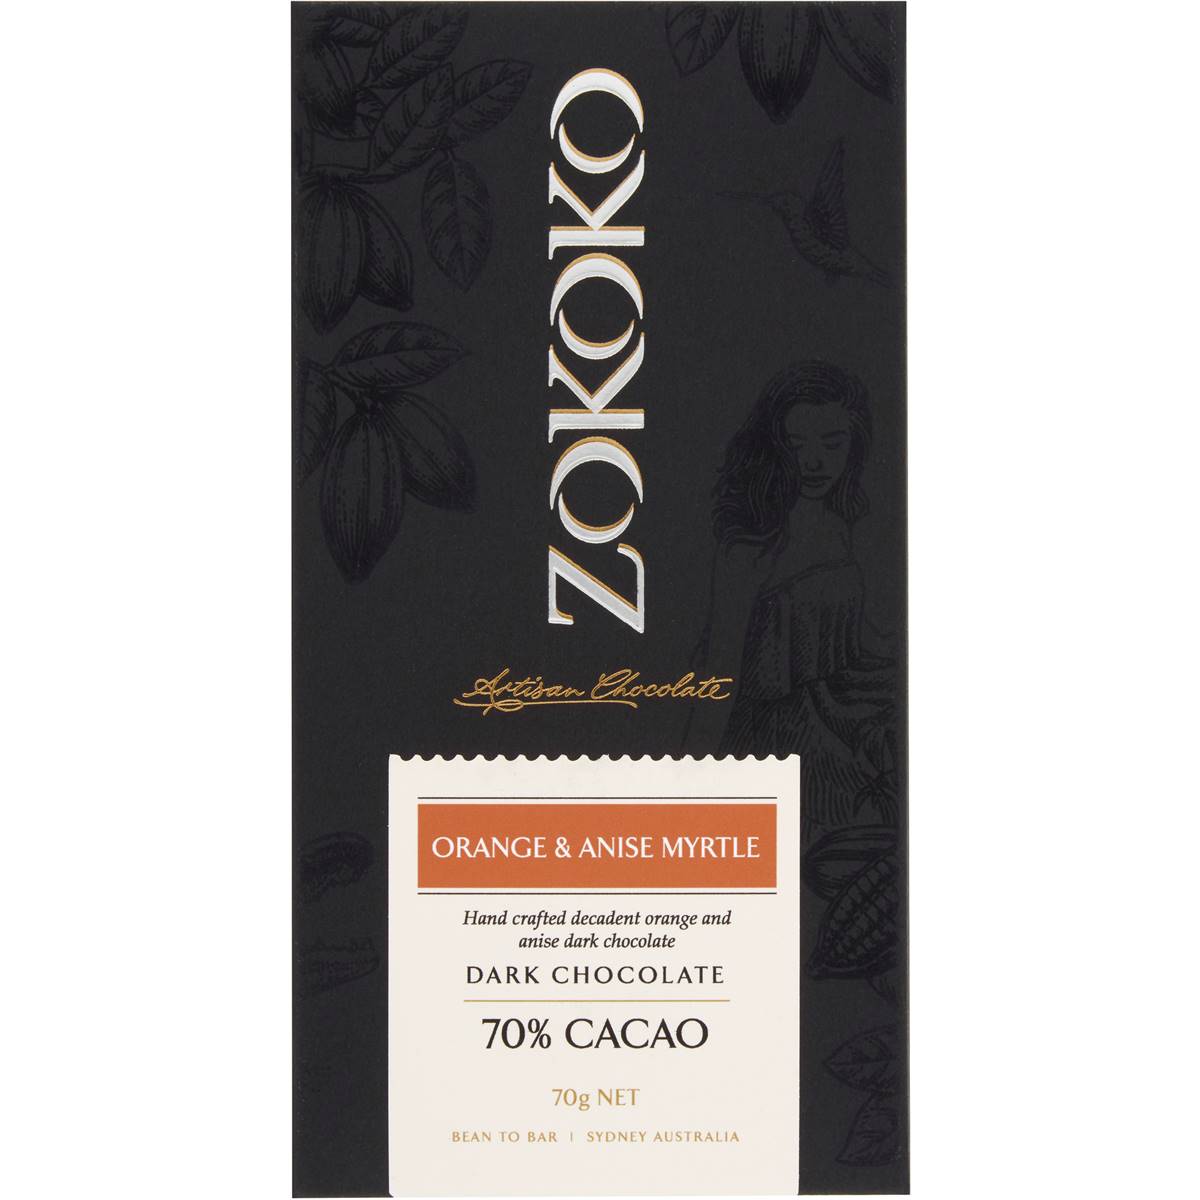 ZOKOKO
Artisan Chocolate
ORANGE & ANISE MYRTLE
Hand crafted decadent orange and
anise dark chocolate
DARK CHOCOLATE
70% CACAO
70g NET
BEAN TO BAR | SYDNEY AUSTRALIA